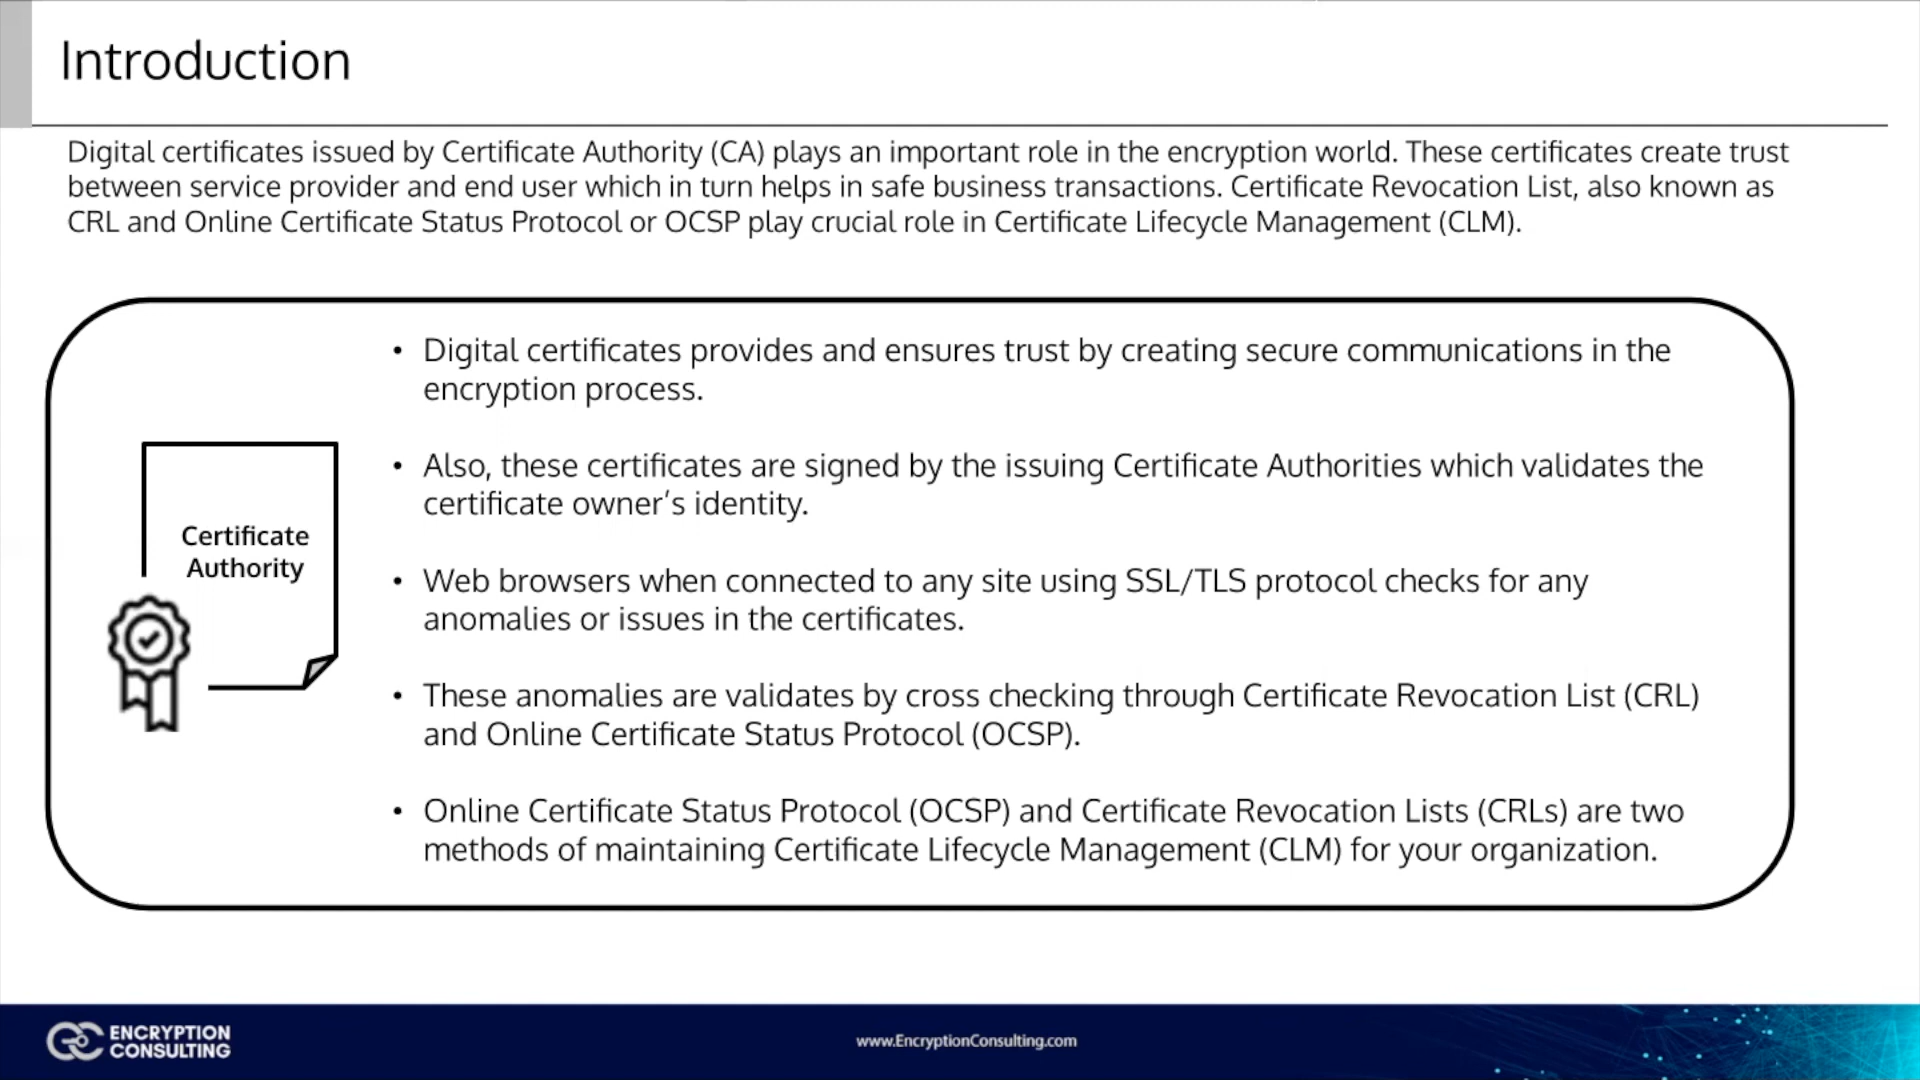 Introduction
Digital certificates issued by Certificate Authority (CA) plays an important role in the encryption world. These certificates create trust
between service provider and end user which in turn helps in safe business transactions. Certificate Revocation List, also known as
CRL and Online Certificate Status Protocol or OCSP play crucial role in Certificate Lifecycle Management (CLM).
Certificate
Authority
• Digital certificates provides and ensures trust by creating secure communications in the
encryption process.
• Also, these certificates are signed by the issuing Certificate Authorities which validates the
certificate owner’s identity.
• Web browsers when connected to any site using SSL/TLS protocol checks for any
anomalies or issues in the certificates.
• These anomalies are validates by cross checking through Certificate Revocation List (CRL)
and Online Certificate Status Protocol (OCSP).
• Online Certificate Status Protocol (OCSP) and Certificate Revocation Lists (CRLs) are two
methods of maintaining Certificate Lifecycle Management (CLM) for your organization.
ENCRYPTION
CONSULTING
www.EncryptionConsulting.com